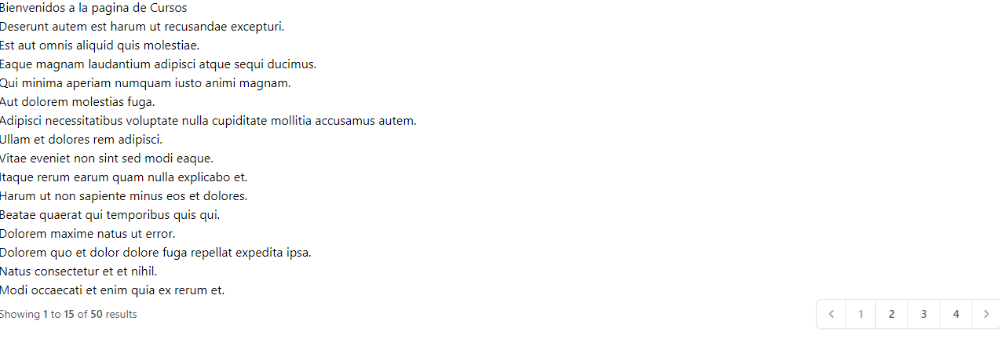 Bienvenidos a la pagina de Cursos
Deserunt autem est harum ut recusandae excepturi.
Est aut omnis aliquid quis molestiae.
Eaque magnam laudantium adipisci atque sequi ducimus.
Qui minima aperiam numquam iusto animi magnam.
Aut dolorem molestias fuga.
Adipisci necessitatibus voluptate nulla cupiditate mollitia accusamus autem.
Ullam et dolores rem adipisci.
Vitae eveniet non sint sed modi eaque.
Itaque rerum earum quam nulla explicabo et.
Harum ut non sapiente minus eos et dolores.
Beatae quaerat qui temporibus quis qui.
Dolorem maxime natus ut error.
Dolorem quo et dolor dolore fuga repellat expedita ipsa.
Natus consectetur et et nihil.
Modi occaecati et enim quia ex rerum et.
Showing 1 to 15 of 50 results
1 2 3 4